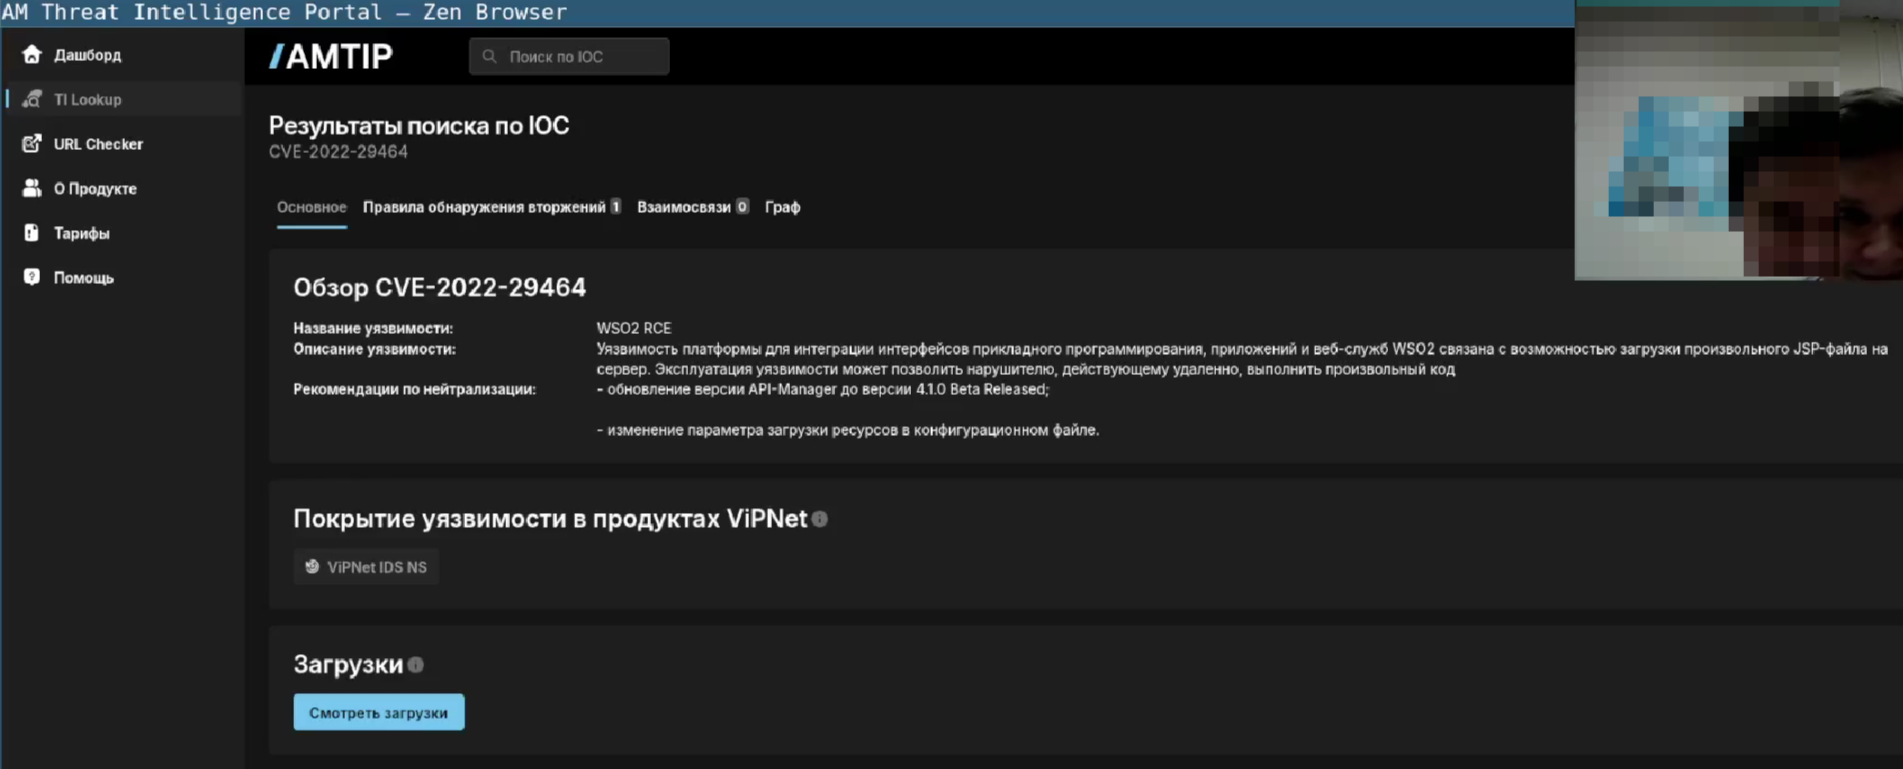 AM Threat Intelligence Portal — Zen Browser
Дашборд
TI Lookup
URL Checker
О Продукте
Тарифы
Помощь
/AMTIP
Поиск по IOC
Результаты поиска по IOC
CVE-2022-29464
Основное Правила обнаружения вторжений 1 Взаимосвязи 0 Граф
Обзор CVE-2022-29464
Название уязвимости: WSO2 RCE
Описание уязвимости: Уязвимость платформы для интеграции интерфейсов прикладного программирования, приложений и веб-служб WSO2 связана с возможностью загрузки произвольного JSP-файла на
сервер. Эксплуатация уязвимости может позволить нарушителю, действующему удаленно, выполнить произвольный код
Рекомендации по нейтрализации: - обновление версии API-Manager до версии 4.1.0 Beta Released;
- изменение параметра загрузки ресурсов в конфигурационном файле.
Покрытие уязвимости в продуктах ViPNet
ViPNet IDS NS
Загрузки
Смотреть загрузки